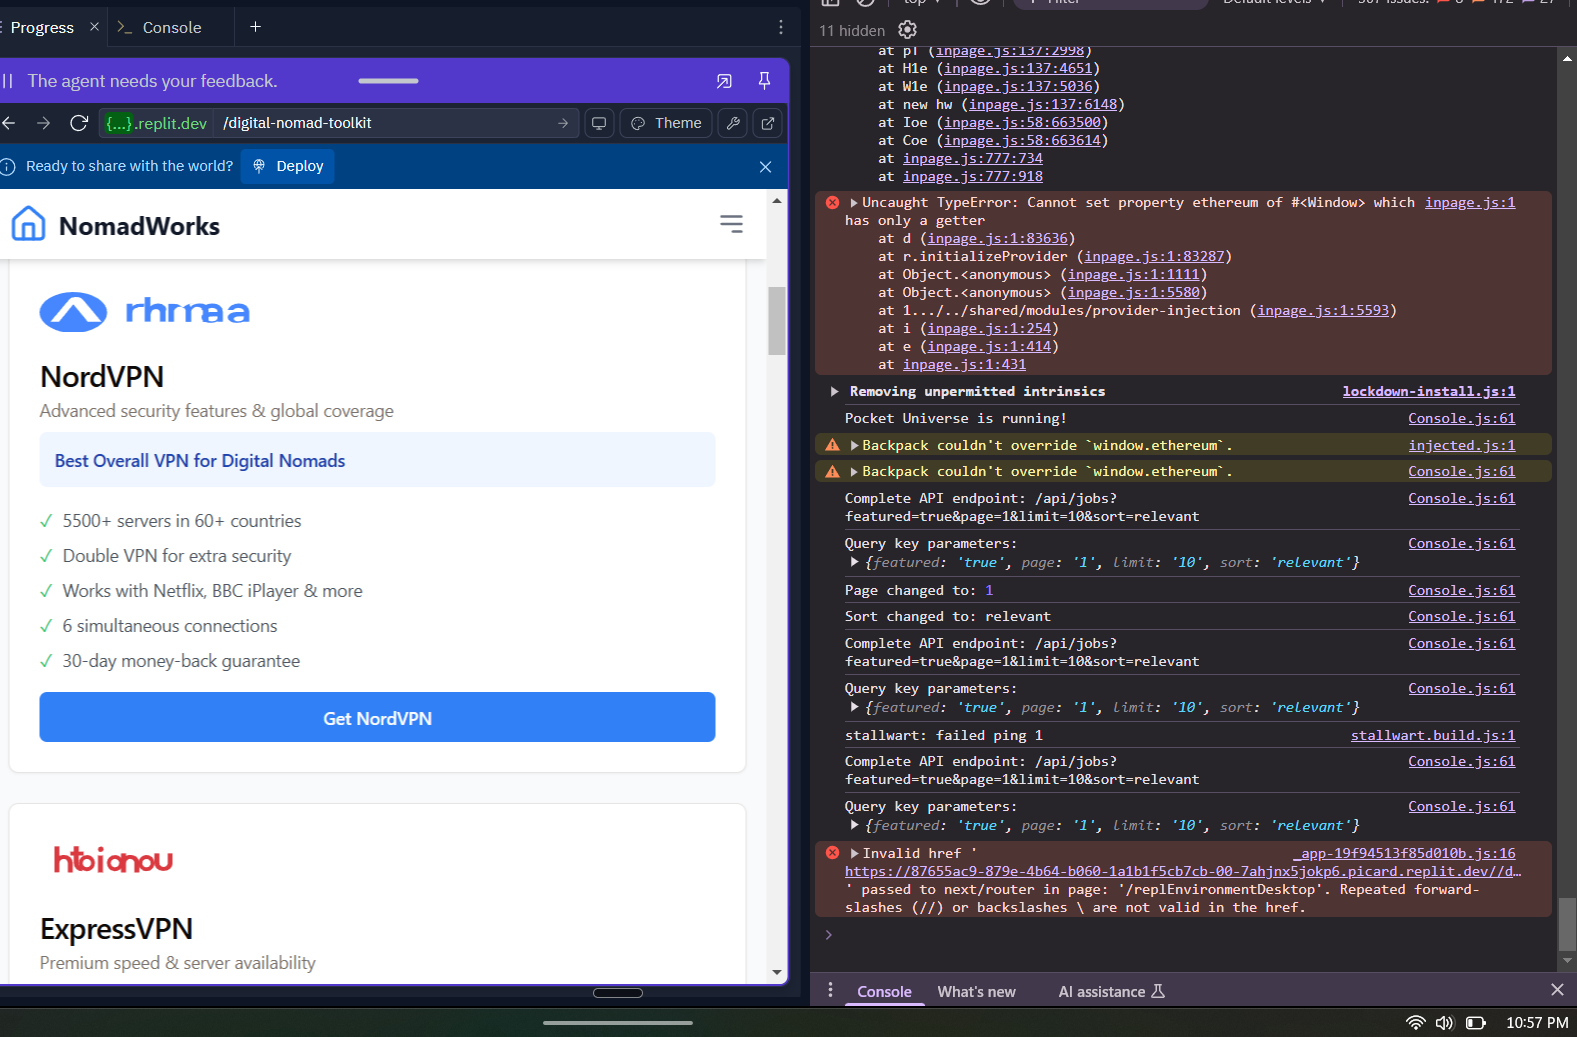 Progress
Console
The agent needs your feedback.
{...}.replit.dev
/digital-nomad-toolkit
Theme
Ready to share with the world?
Deploy
NomadWorks
NordVPN
Advanced security features & global coverage
Best Overall VPN for Digital Nomads
✓ 5500+ servers in 60+ countries
✓ Double VPN for extra security
✓ Works with Netflix, BBC iPlayer & more
✓ 6 simultaneous connections
✓ 30-day money-back guarantee
Get NordVPN
ExpressVPN
Premium speed & server availability
11 hidden
at pT (inpage.js:137:2998)
at H1e (inpage.js:137:4651)
at W1e (inpage.js:137:5036)
at new hw (inpage.js:137:6148)
at Ioe (inpage.js:58:663500)
at Coe (inpage.js:58:663614)
at inpage.js:777:734
at inpage.js:777:918
Uncaught TypeError: Cannot set property ethereum of #<Window> which inpage.js:1
has only a getter
at d (inpage.js:1:83636)
at r.initializeProvider (inpage.js:1:83287)
at Object.<anonymous> (inpage.js:1:1111)
at Object.<anonymous> (inpage.js:1:5580)
at 1.../../shared/modules/provider-injection (inpage.js:1:5593)
at i (inpage.js:1:254)
at e (inpage.js:1:414)
at inpage.js:1:431
Removing unpermitted intrinsics lockdown-install.js:1
Pocket Universe is running! Console.js:61
Backpack couldn't override `window.ethereum`. injected.js:1
Backpack couldn't override `window.ethereum`. Console.js:61
Complete API endpoint: /api/jobs? Console.js:61
featured=true&page=1&limit=10&sort=relevant
Query key parameters: Console.js:61
{featured: 'true', page: '1', limit: '10', sort: 'relevant'}
Page changed to: 1 Console.js:61
Sort changed to: relevant Console.js:61
Complete API endpoint: /api/jobs? Console.js:61
featured=true&page=1&limit=10&sort=relevant
Query key parameters: Console.js:61
{featured: 'true', page: '1', limit: '10', sort: 'relevant'}
stallwart: failed ping 1 stallwart.build.js:1
Complete API endpoint: /api/jobs? Console.js:61
featured=true&page=1&limit=10&sort=relevant
Query key parameters: Console.js:61
{featured: 'true', page: '1', limit: '10', sort: 'relevant'}
Invalid href ' _app-19f94513f85d010b.js:16
https://87655ac9-879e-4b64-b060-1a1b1f5cb7cb-00-7ahjnx5jokp6.picard.replit.dev//d…
' passed to next/router in page: '/replEnvironmentDesktop'. Repeated forward-
slashes (//) or backslashes \ are not valid in the href.
Console
What's new
AI assistance
10:57 PM